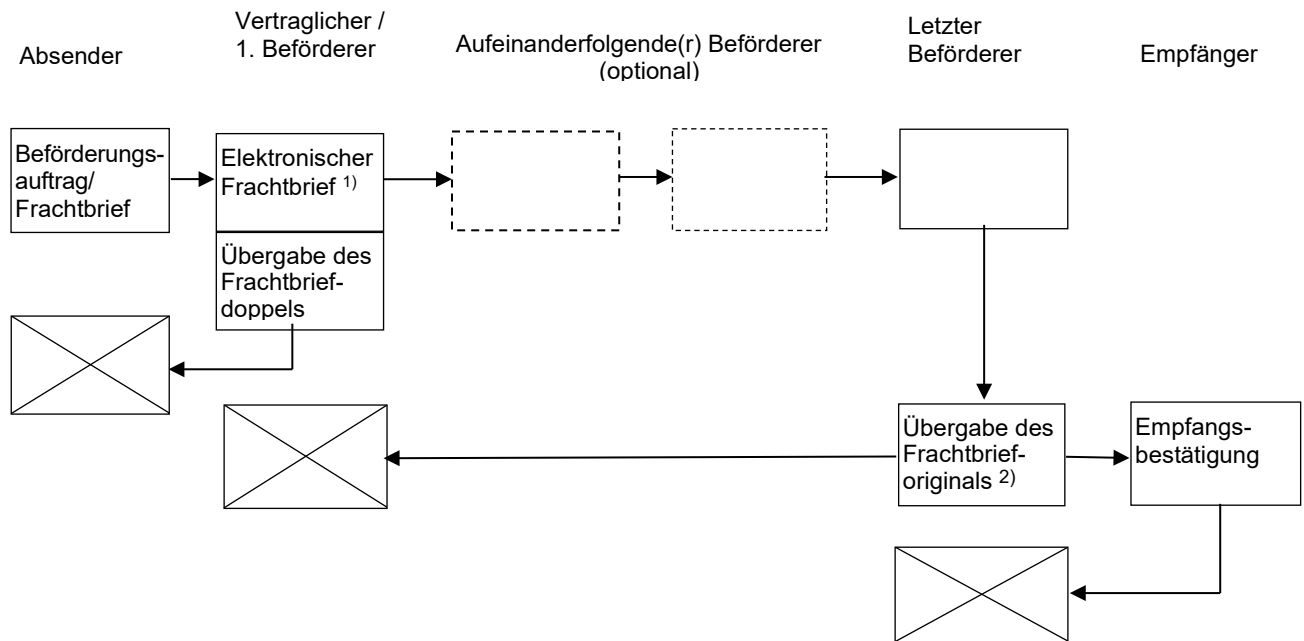 Absender
Vertraglicher /
1. Beförderer
Aufeinanderfolgende(r) Beförderer
(optional)
Letzter
Beförderer
Empfänger
Beförderungs-
auftrag/
Frachtbrief
Elektronischer
Frachtbrief 1)
Übergabe des
Frachtbrief-
doppels
Übergabe des
Frachtbrief-
originals 2)
Empfangs-
bestätigung